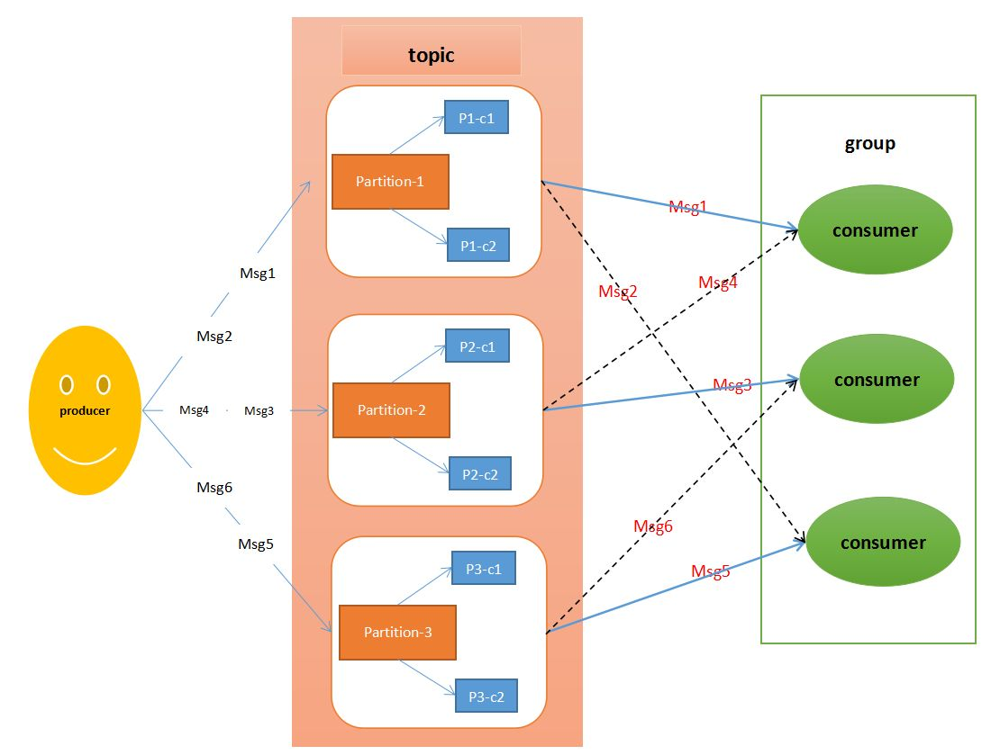 topic
P1-c1
Partition-1
P1-c2
P2-c1
Partition-2
P2-c2
P3-c1
Partition-3
P3-c2
producer
Msg1
Msg2
Msg4
Msg3
Msg6
Msg5
Msg1
Msg4
Msg2
Msg3
Msg6
Msg5
group
consumer
consumer
consumer